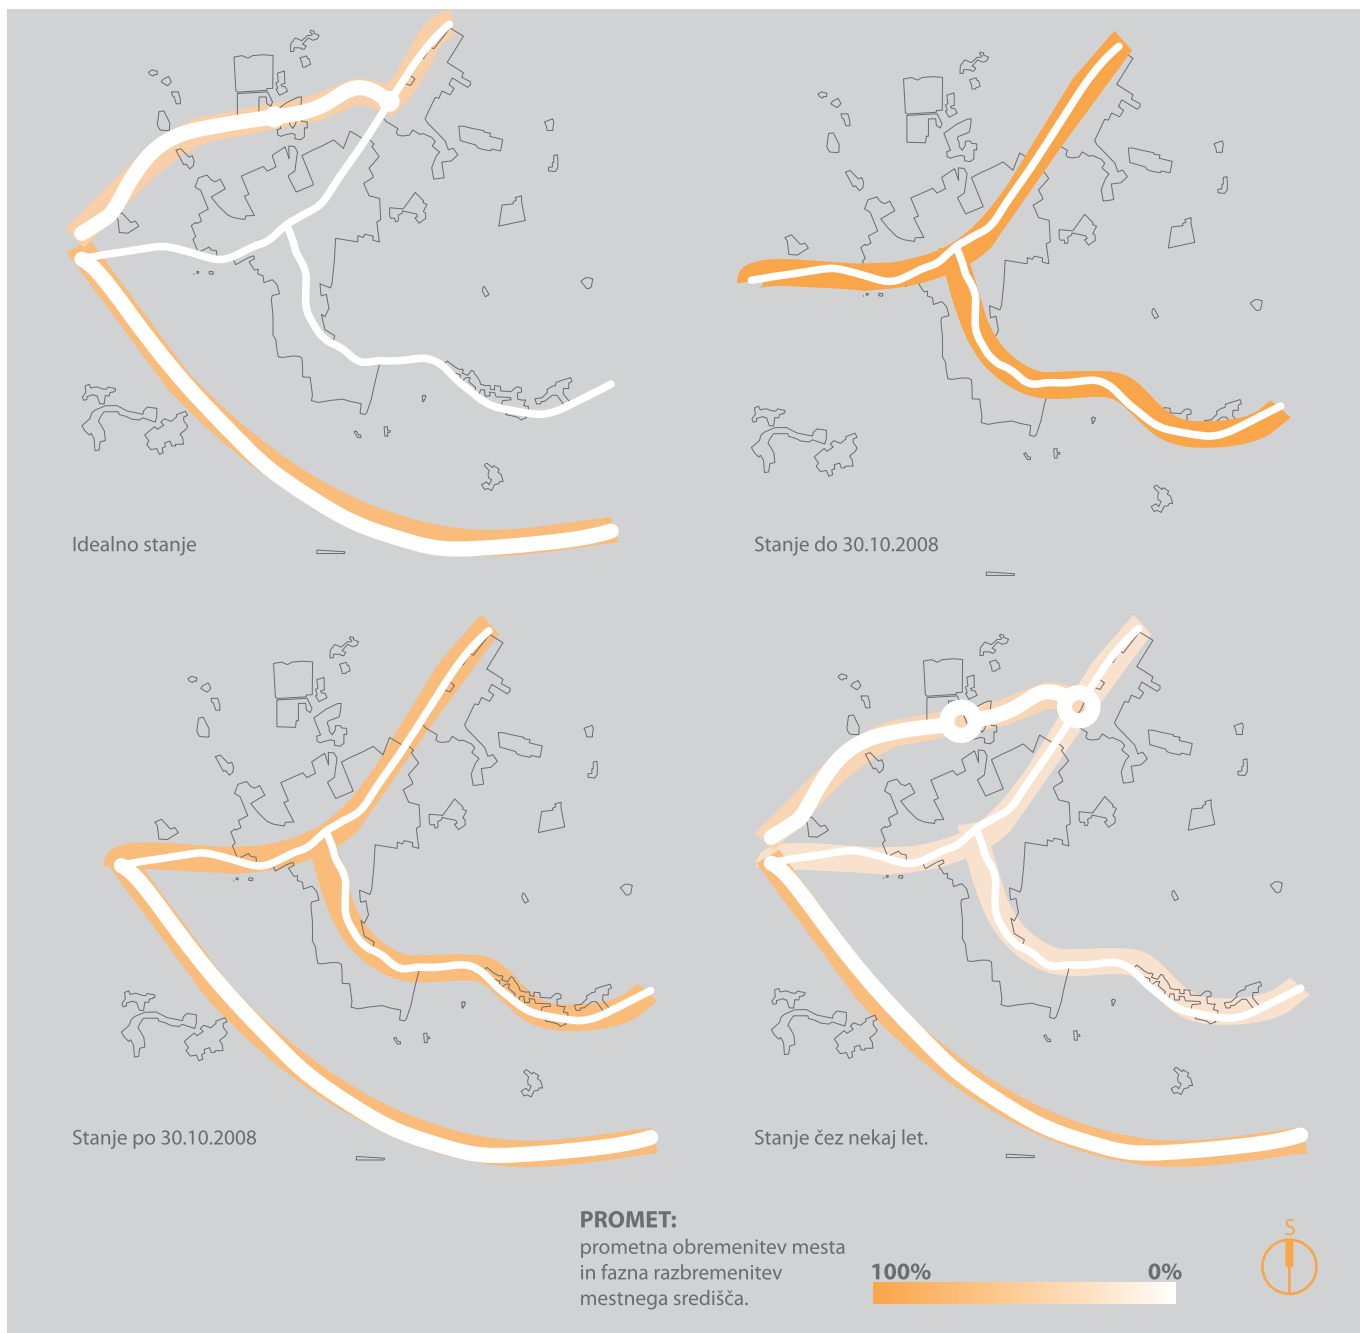 Idealno stanje
Stanje do 30.10.2008
Stanje po 30.10.2008
Stanje čez nekaj let.
PROMET:
prometna obremenitev mesta
in fazna razbremenitev
mestnega središča.
100%
0%
S